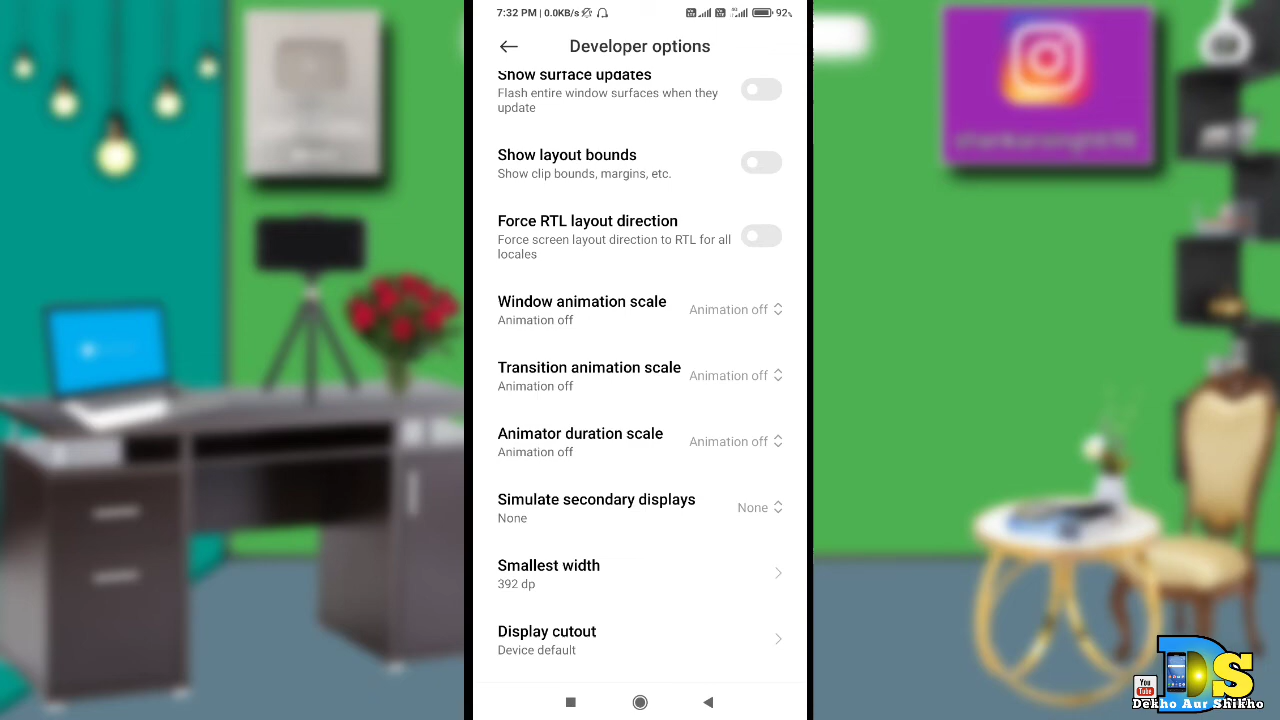 7:32 PM | 0.0KB/s
92%
Developer options
Show surface updates
Flash entire window surfaces when they
update
Show layout bounds
Show clip bounds, margins, etc.
Force RTL layout direction
Force screen layout direction to RTL for all
locales
Window animation scale
Animation off
Animation off
Transition animation scale
Animation off
Animation off
Animator duration scale
Animation off
Animation off
Simulate secondary displays
None
None
Smallest width
392 dp
Display cutout
Device default
You
Tube
DS
Dekho Aur Shikho